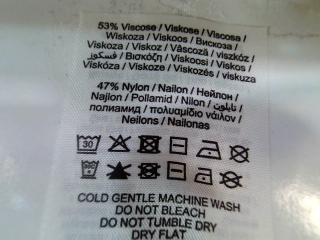 53% Viscose / Viskose / Viscosa
Wiskoza / Viskoos / Вискоза /
Viskoza / Viskoz / Vâscoză / viszkóz /
فسكوز / Βισκόζη / Viskoosi / Viskos /
Viskóza / Viskoze / Viskozės / viskuza
47% Nylon / Nailon / Нейлон /
Najlon / Pollamid / Nilon / نايلون /
полиамид / πολυαμίδιο νάιλον /
Neilons / Nailonas
30
COLD GENTLE MACHINE WASH
DO NOT BLEACH
DO NOT TUMBLE DRY
DRY FLAT